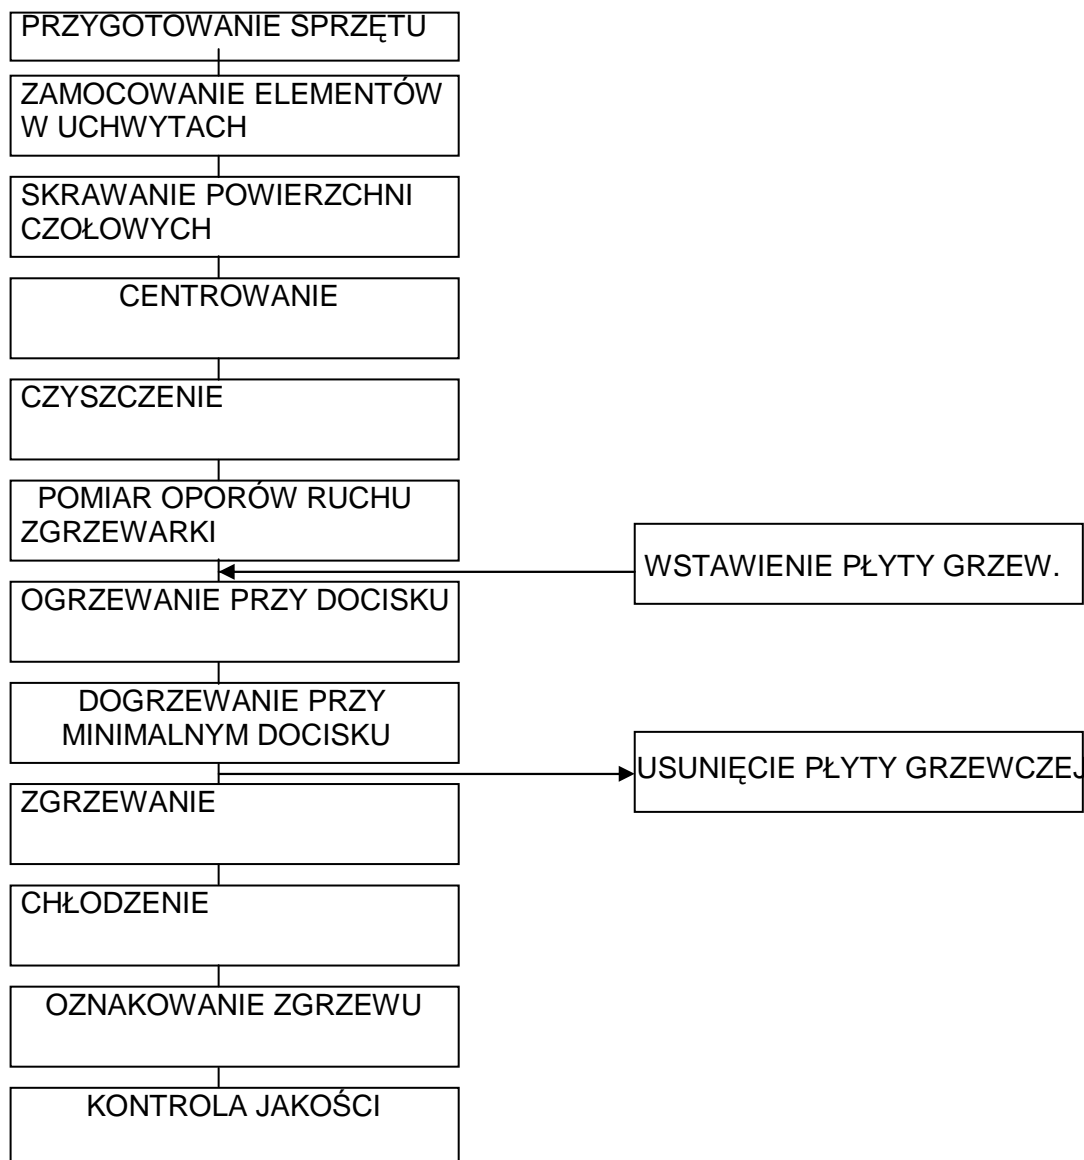 PRZYGOTOWANIE SPRZĘTU
ZAMOCOWANIE ELEMENTÓW
W UCHWYTACH
SKRAWANIE POWIERZCHNI
CZOŁOWYCH
CENTROWANIE
CZYSZCZENIE
POMIAR OPORÓW RUCHU
ZGRZEWARKI
WSTAWIENIE PŁYTY GRZEW.
OGRZEWANIE PRZY DOCISKU
DOGRZEWANIE PRZY
MINIMALNYM DOCISKU
USUNIĘCIE PŁYTY GRZEWCZEJ
ZGRZEWANIE
CHŁODZENIE
OZNAKOWANIE ZGRZEWU
KONTROLA JAKOŚCI